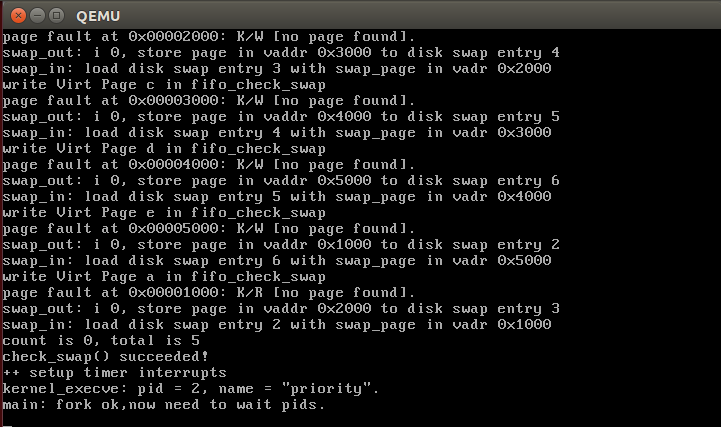 QEMU
page fault at 0x00002000: K/W [no page found].
swap_out: i 0, store page in vaddr 0x3000 to disk swap entry 4
swap_in: load disk swap entry 3 with swap_page in vadr 0x2000
write Virt Page c in fifo_check_swap
page fault at 0x00003000: K/W [no page found].
swap_out: i 0, store page in vaddr 0x4000 to disk swap entry 5
swap_in: load disk swap entry 4 with swap_page in vadr 0x3000
write Virt Page d in fifo_check_swap
page fault at 0x00004000: K/W [no page found].
swap_out: i 0, store page in vaddr 0x5000 to disk swap entry 6
swap_in: load disk swap entry 5 with swap_page in vadr 0x4000
write Virt Page e in fifo_check_swap
page fault at 0x00005000: K/W [no page found].
swap_out: i 0, store page in vaddr 0x1000 to disk swap entry 2
swap_in: load disk swap entry 6 with swap_page in vadr 0x5000
write Virt Page a in fifo_check_swap
page fault at 0x00001000: K/R [no page found].
swap_out: i 0, store page in vaddr 0x2000 to disk swap entry 3
swap_in: load disk swap entry 2 with swap_page in vadr 0x1000
count is 0, total is 5
check_swap() succeeded!
++ setup timer interrupts
kernel_execve: pid = 2, name = "priority".
main: fork ok,now need to wait pids.